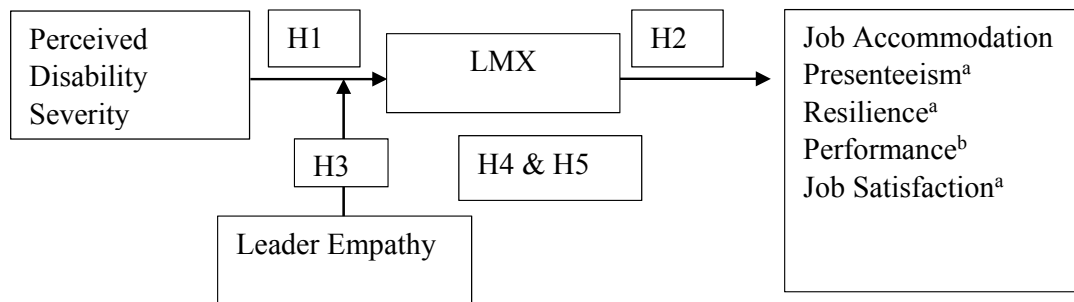 Perceived
Disability
Severity
H1
LMX
H2
Job Accommodation
Presenteeismᵃ
Resilienceᵃ
Performanceᵇ
Job Satisfactionᵃ
H3
H4 & H5
Leader Empathy